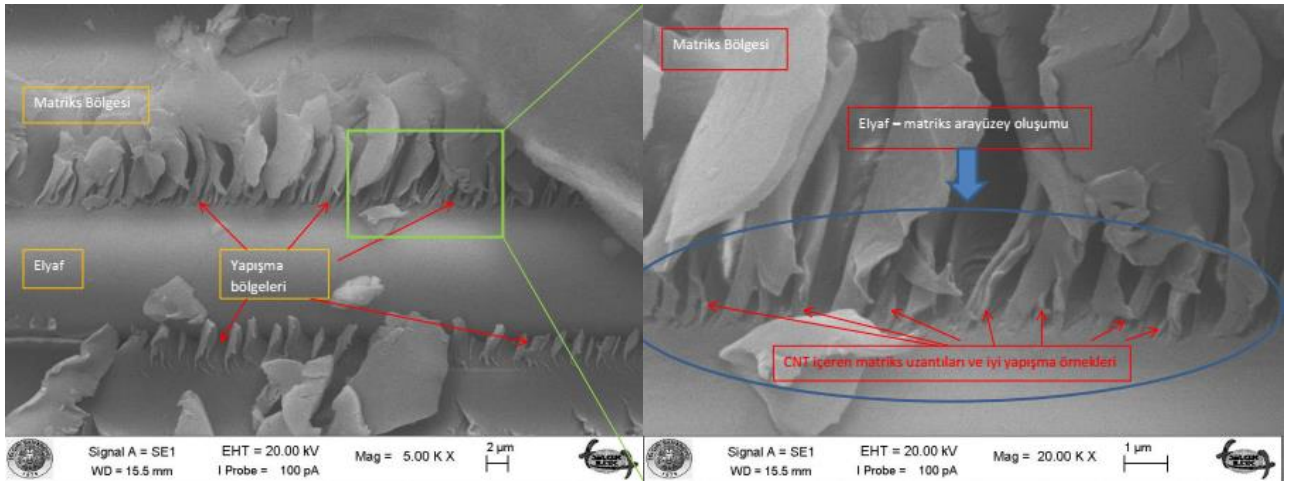 Matriks Bölgesi
Elyaf
Yapışma
bölgeleri
Signal A = SE1
EHT = 20.00 kV
WD = 15.5 mm
I Probe = 100 pA
Mag = 5.00 K X
2 µm
Matriks Bölgesi
Elyaf – matriks arayüzey oluşumu
CNT içeren matriks uzantıları ve iyi yapışma örnekleri
Signal A = SE1
EHT = 20.00 kV
WD = 15.5 mm
I Probe = 100 pA
Mag = 20.00 K X
1 µm